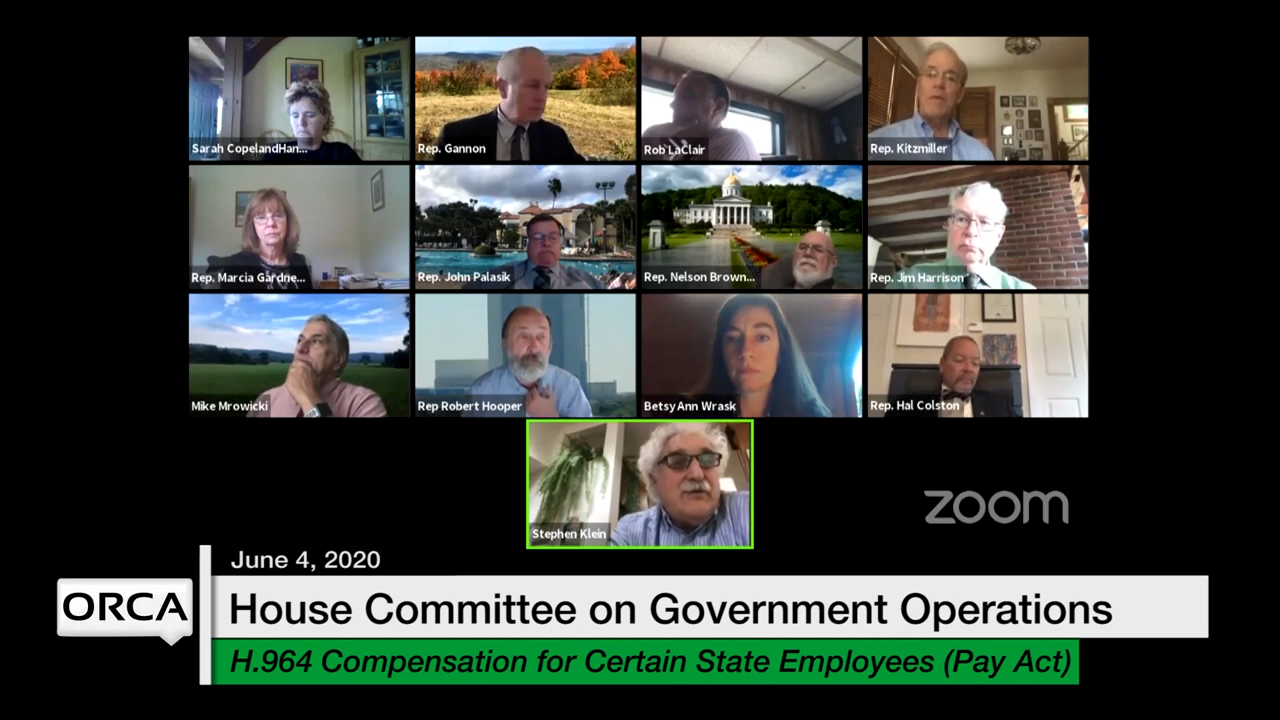 Sarah CopelandHan...
Rep. Gannon
Rob LaClair
Rep. Kitzmiller
Rep. Marcia Gardne...
Rep. John Palasik
Rep. Nelson Brown...
Rep. Jim Harrison
Mike Mrowicki
Rep Robert Hooper
Betsy Ann Wrask
Rep. Hal Colston
Stephen Klein
zoom
June 4, 2020
ORCA
House Committee on Government Operations
H.964 Compensation for Certain State Employees (Pay Act)